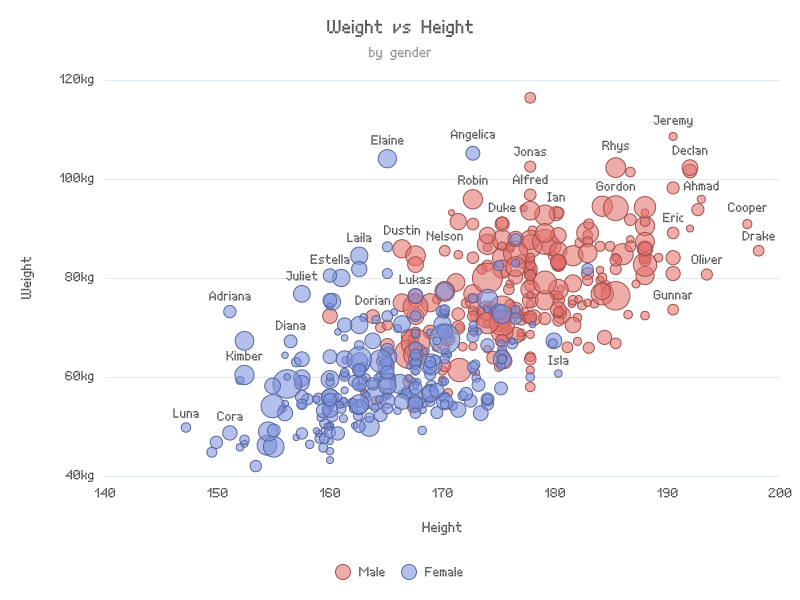 Weight vs Height
by gender
120kg
Jeremy
Elaine
Angelica
Jonas
Rhys
Declan
100kg
Robin
Alfred
Gordon
Ahmad
Ian
Duke
Cooper
Eric
Dustin
Nelson
Laila
Drake
Estella
Oliver
80kg
Juliet
Lukas
Adriana
Dorian
Gunnar
Diana
Kimber
Isla
60kg
Luna
Cora
40kg
140
150
160
170
180
190
200
Weight
Height
Male
Female